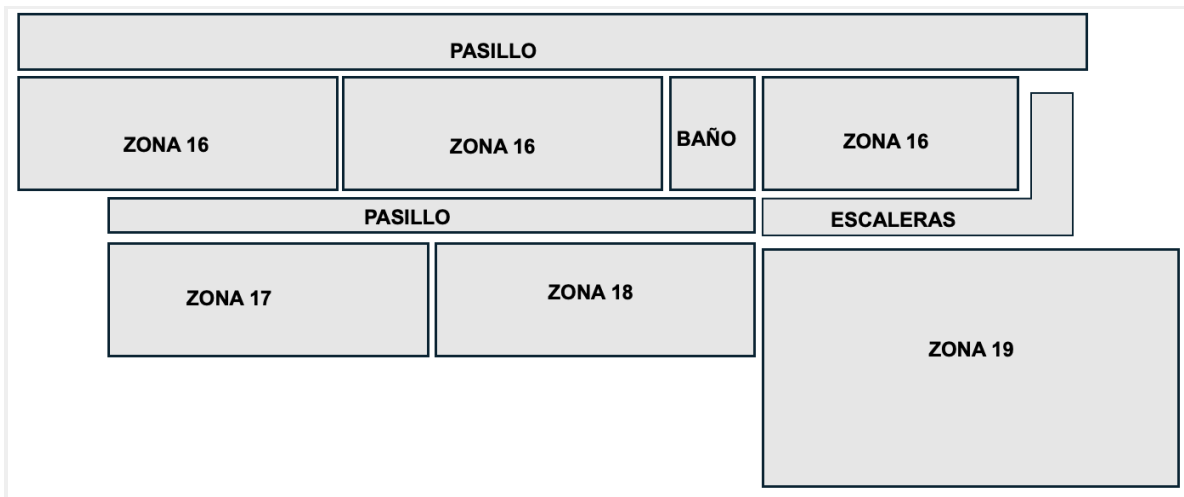 PASILLO
ZONA 16
ZONA 16
BAÑO
ZONA 16
PASILLO
ESCALERAS
ZONA 17
ZONA 18
ZONA 19